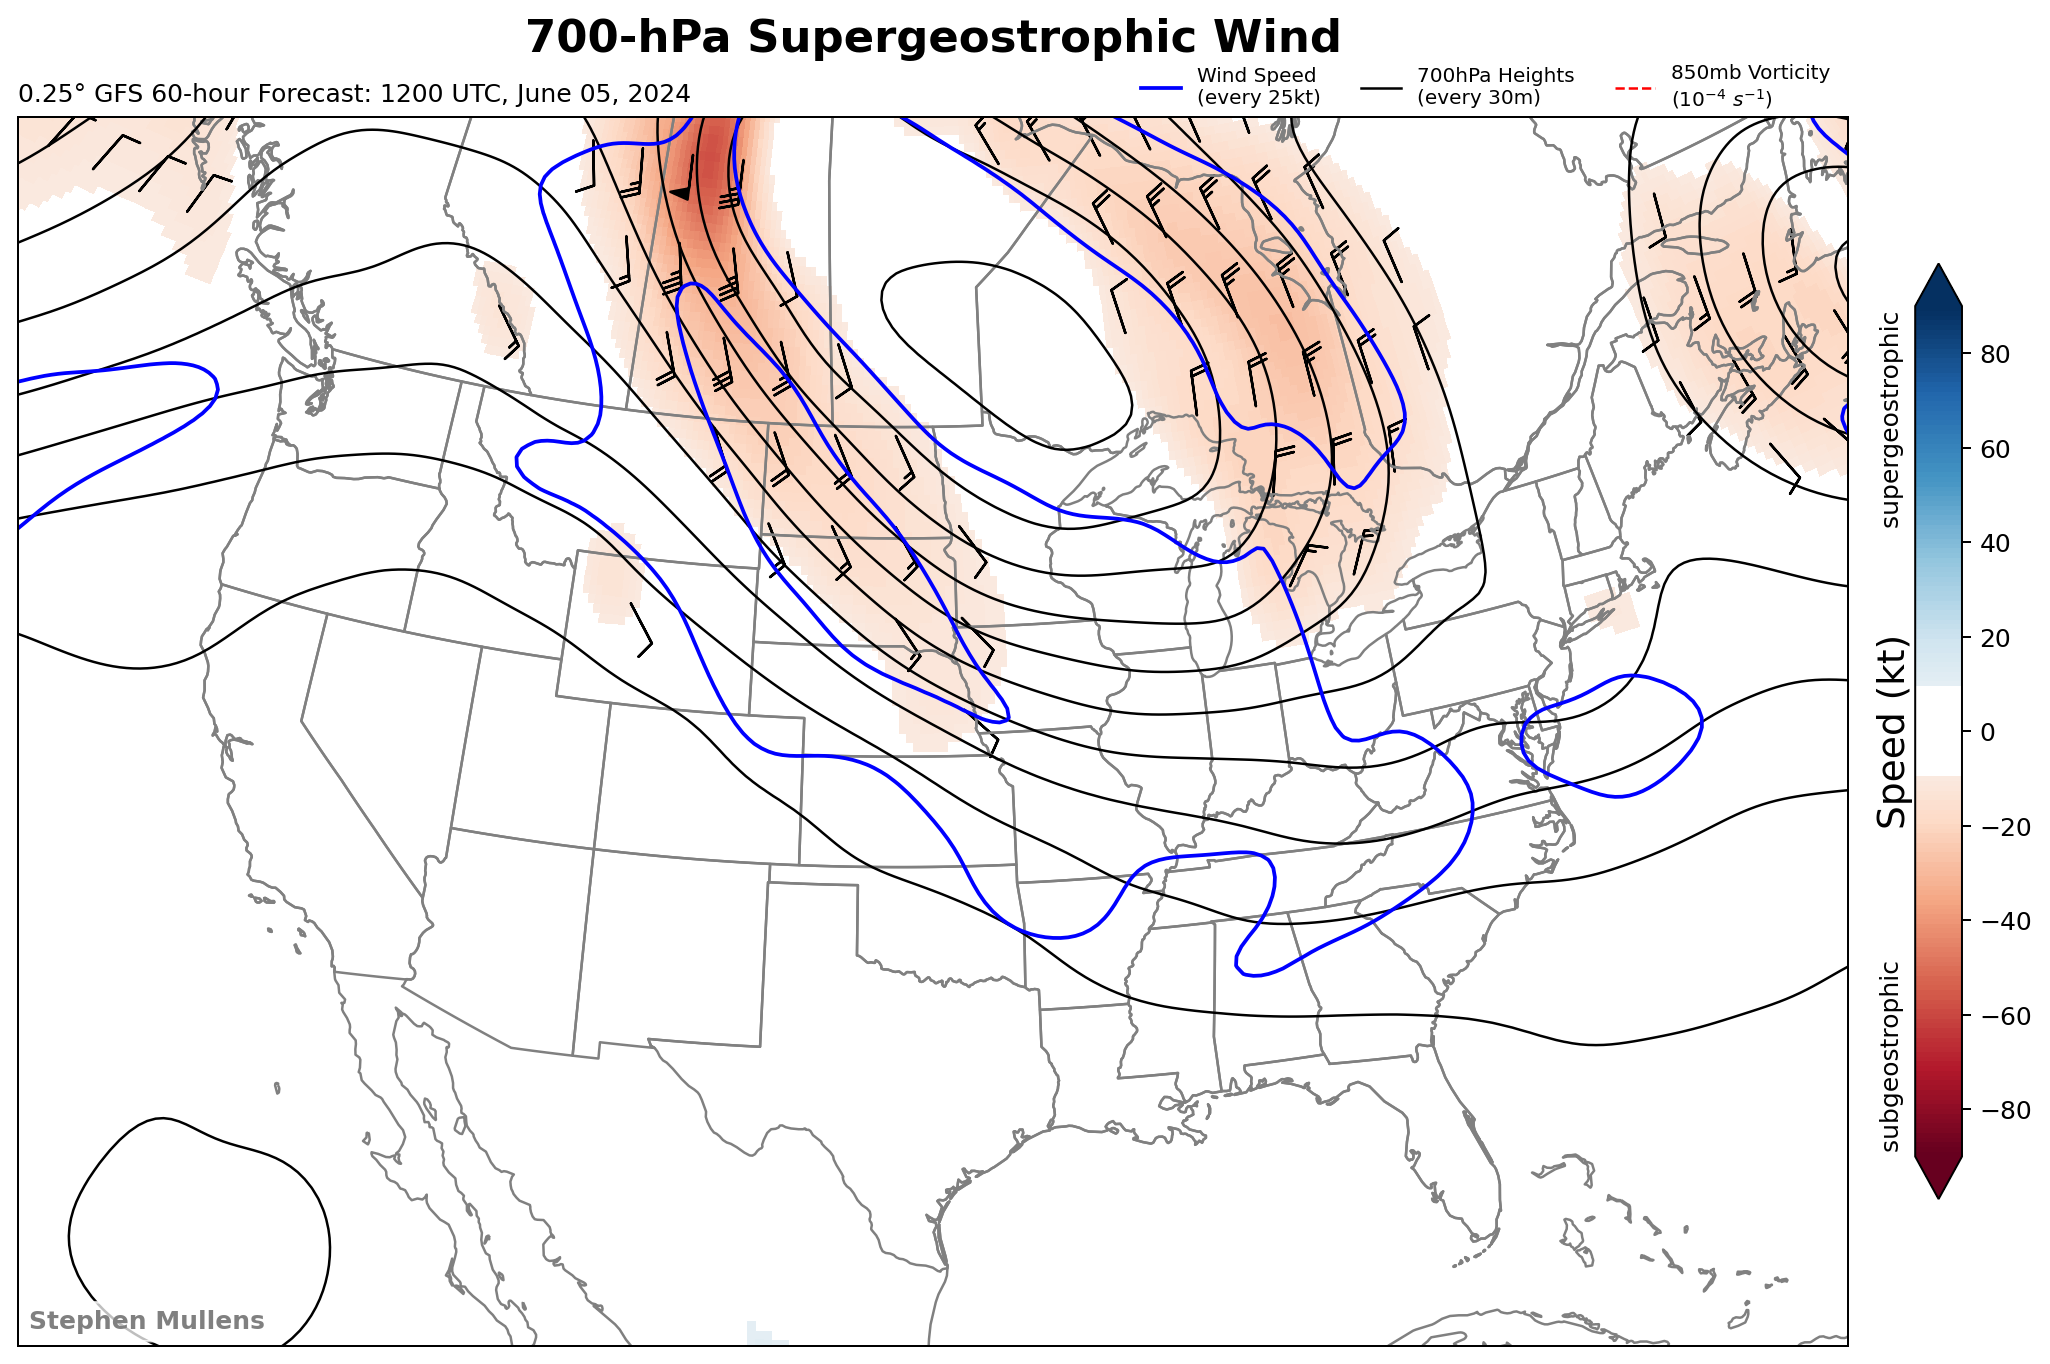 700-hPa Supergeostrophic Wind
0.25° GFS 60-hour Forecast: 1200 UTC, June 05, 2024
Wind Speed
(every 25kt)
700hPa Heights
(every 30m)
850mb Vorticity
(10⁻⁴ s⁻¹)
supergeostrophic
Speed (kt)
subgeostrophic
80
60
40
20
0
−20
−40
−60
−80
Stephen Mullens